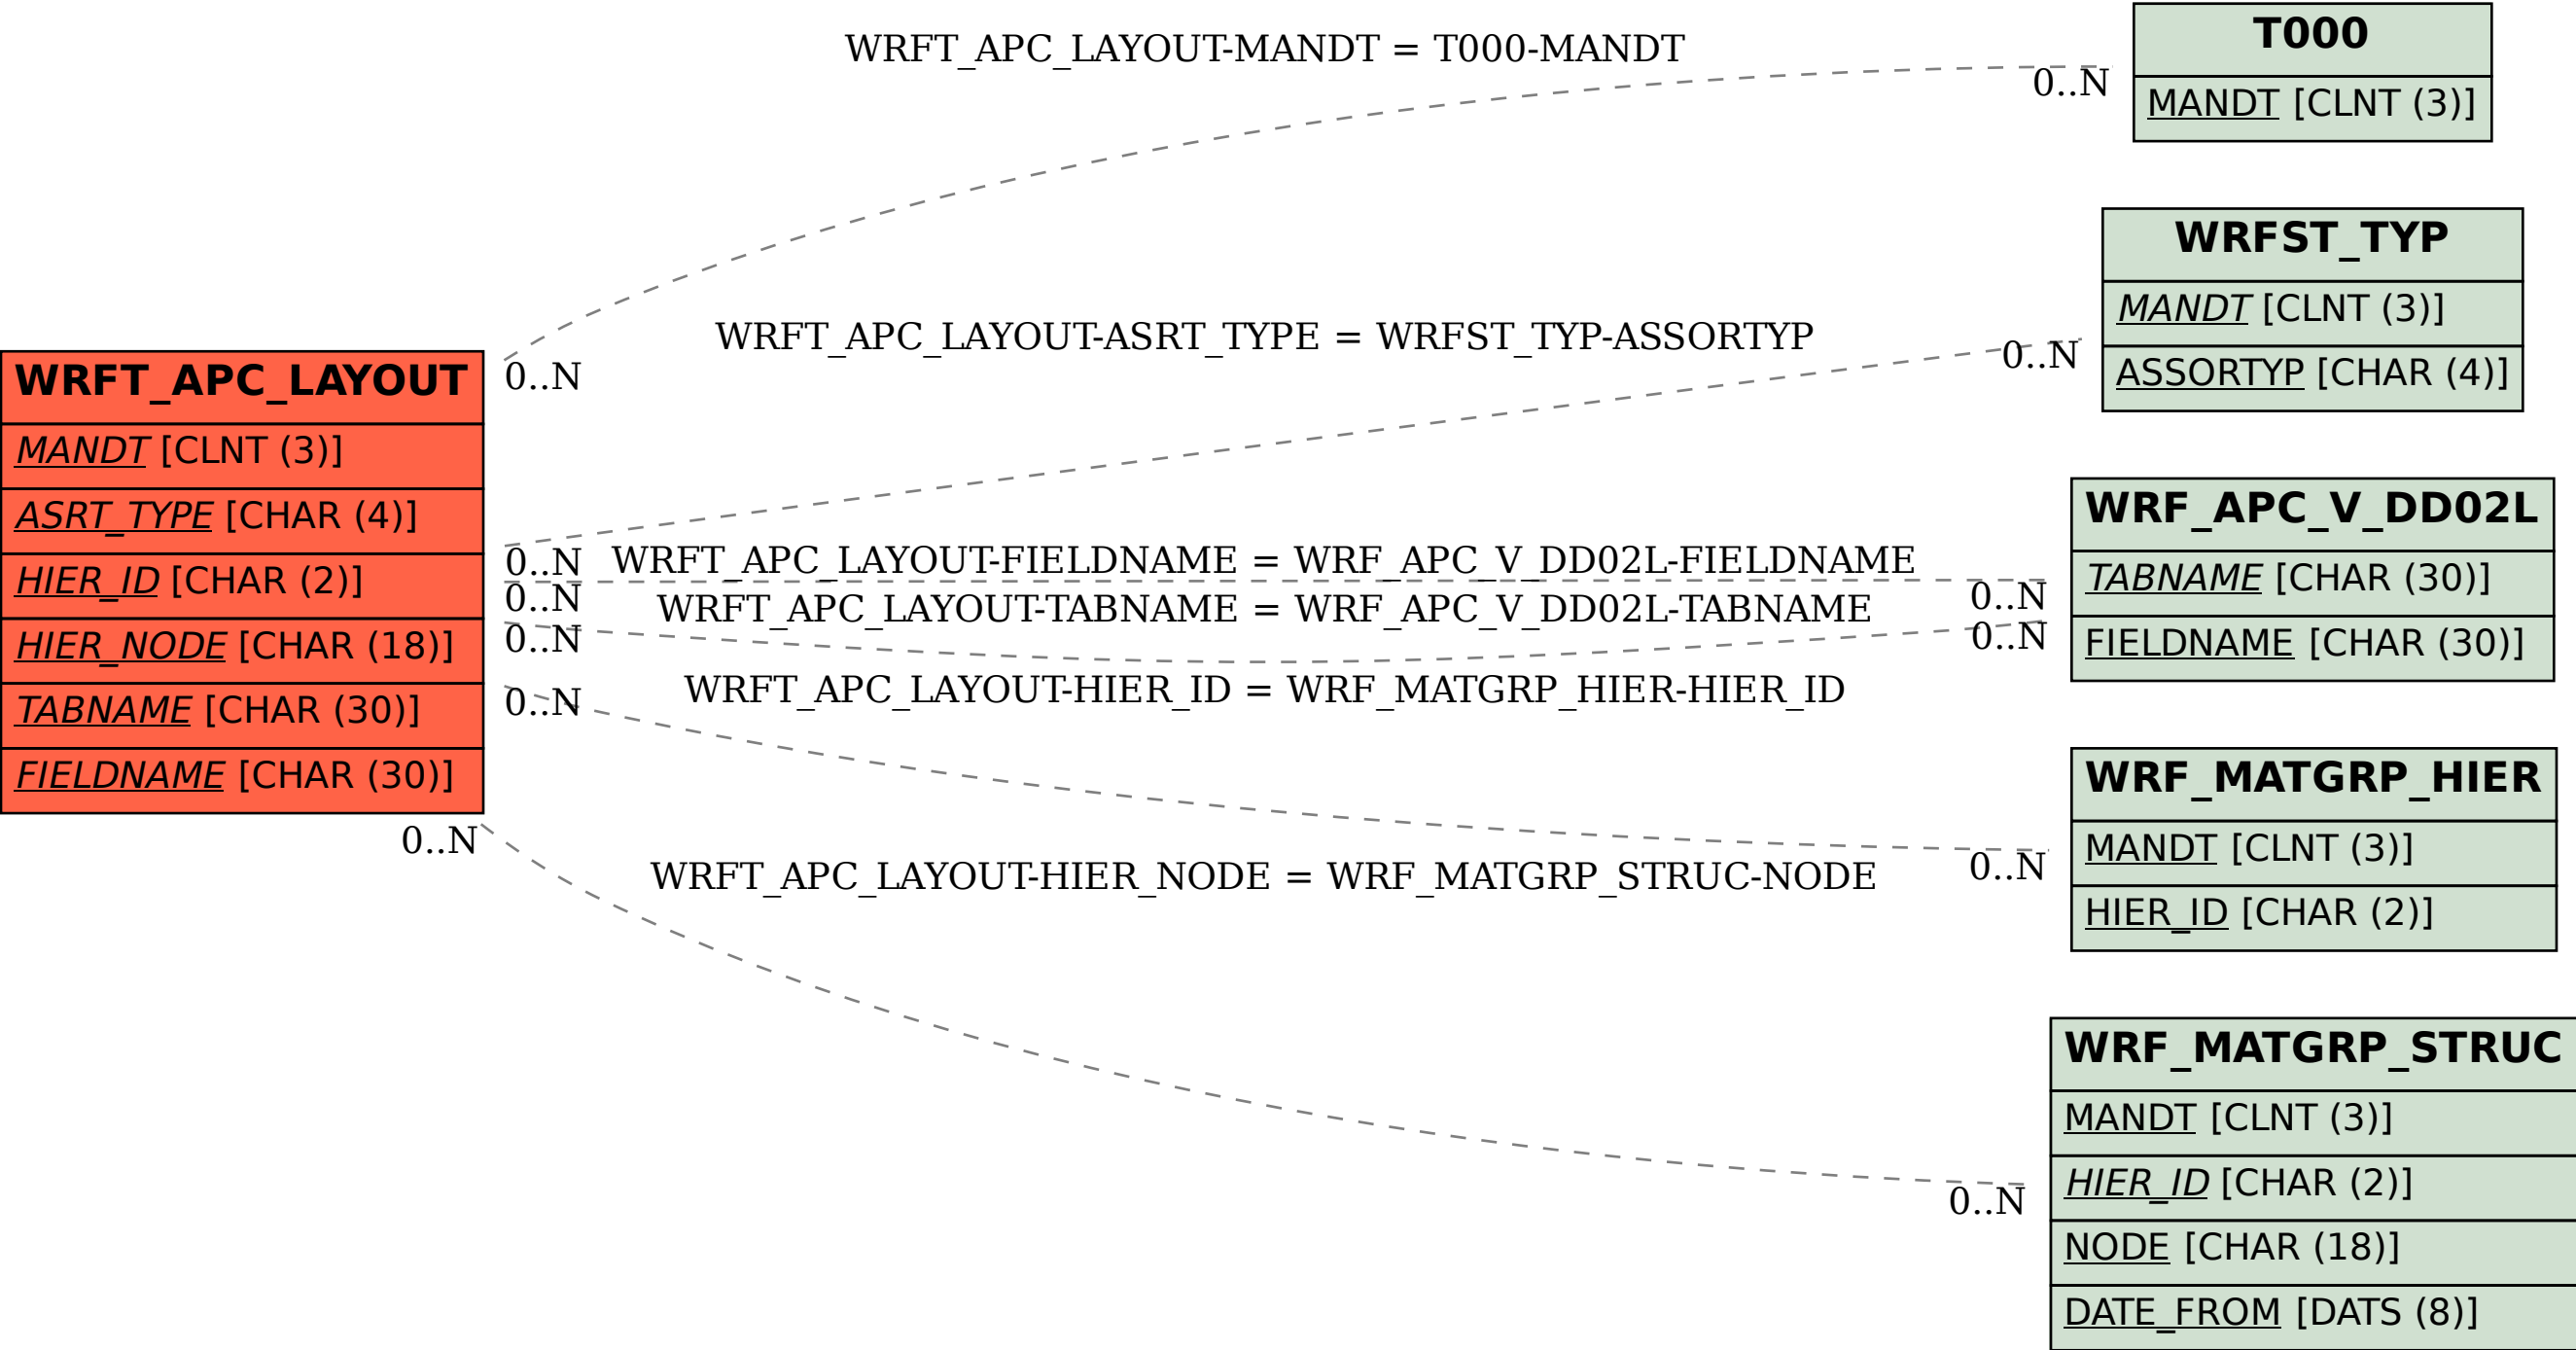 WRFT_APC_LAYOUT
MANDT [CLNT (3)]
ASRT_TYPE [CHAR (4)]
HIER_ID [CHAR (2)]
HIER_NODE [CHAR (18)]
TABNAME [CHAR (30)]
FIELDNAME [CHAR (30)]
WRFT_APC_LAYOUT-MANDT = T000-MANDT
0..N
0..N
WRFT_APC_LAYOUT-ASRT_TYPE = WRFST_TYP-ASSORTYP
0..N
0..N
WRFT_APC_LAYOUT-FIELDNAME = WRF_APC_V_DD02L-FIELDNAME
0..N
0..N
WRFT_APC_LAYOUT-TABNAME = WRF_APC_V_DD02L-TABNAME
0..N
0..N
WRFT_APC_LAYOUT-HIER_ID = WRF_MATGRP_HIER-HIER_ID
0..N
0..N
WRFT_APC_LAYOUT-HIER_NODE = WRF_MATGRP_STRUC-NODE
0..N
0..N
T000
MANDT [CLNT (3)]
WRFST_TYP
MANDT [CLNT (3)]
ASSORTYP [CHAR (4)]
WRF_APC_V_DD02L
TABNAME [CHAR (30)]
FIELDNAME [CHAR (30)]
WRF_MATGRP_HIER
MANDT [CLNT (3)]
HIER_ID [CHAR (2)]
WRF_MATGRP_STRUC
MANDT [CLNT (3)]
HIER_ID [CHAR (2)]
NODE [CHAR (18)]
DATE_FROM [DATS (8)]